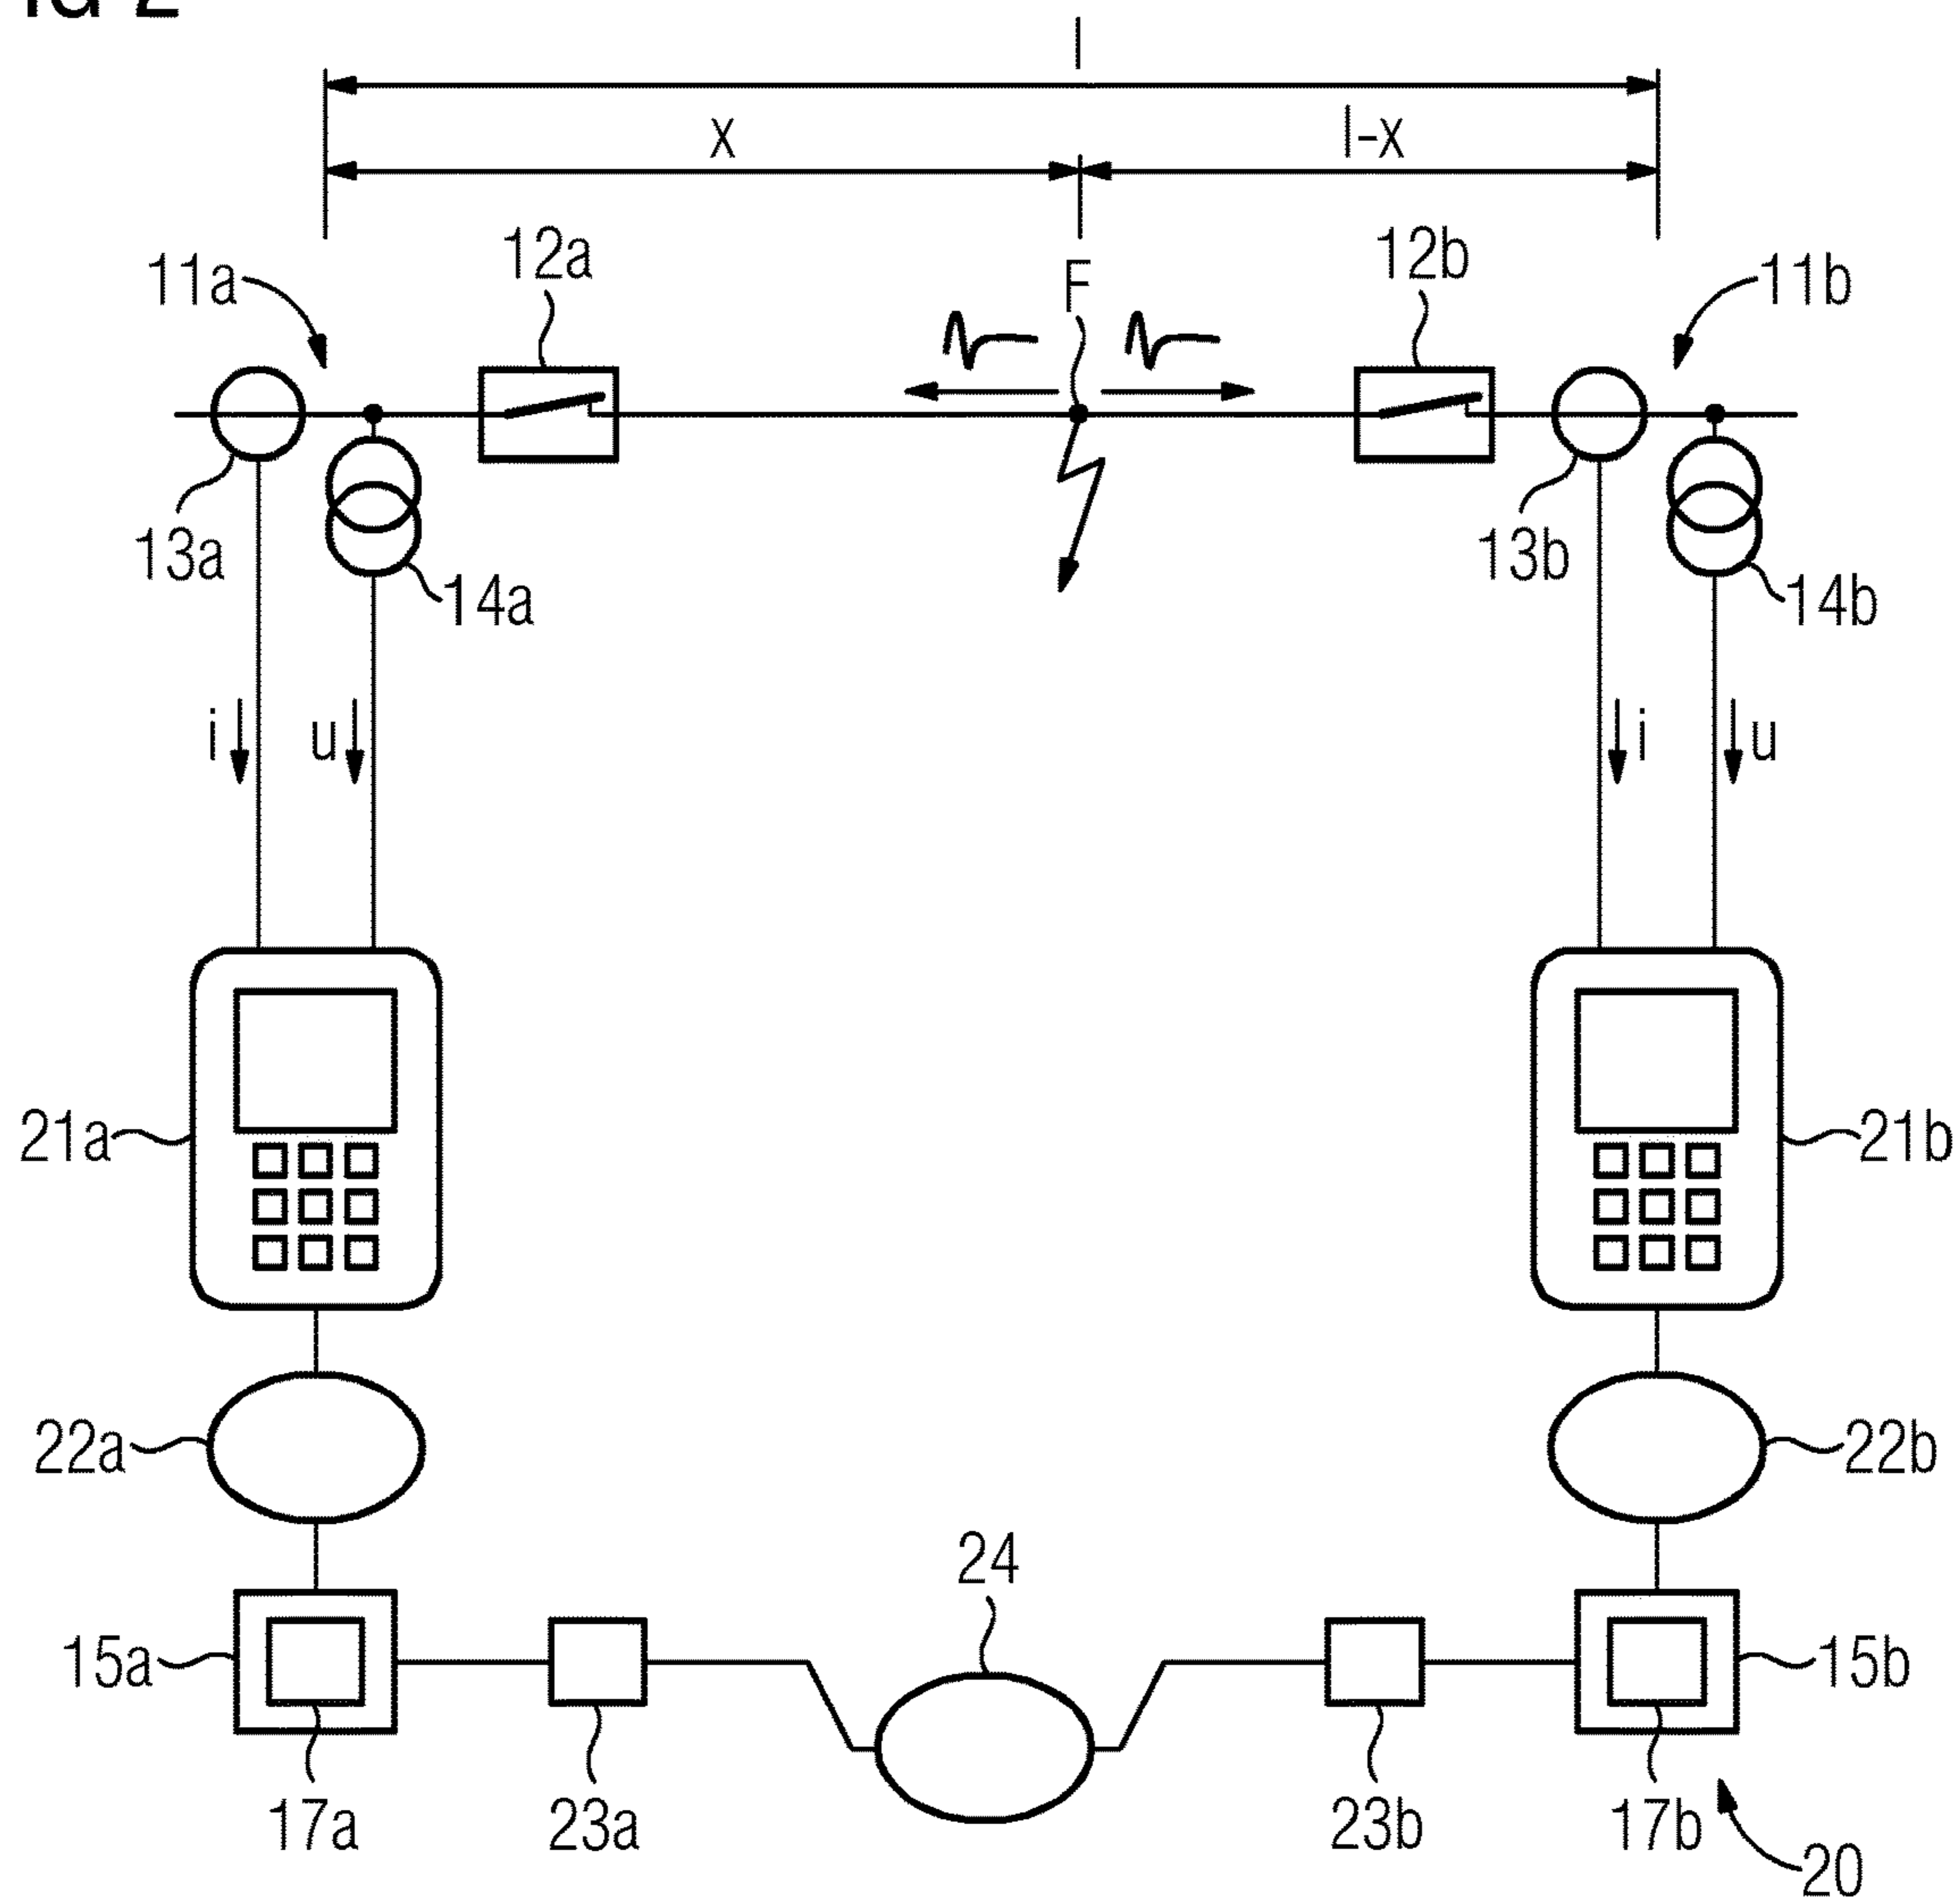 l
x l-x
12a 12b
11a F 11b
13a 13b
14a 14b
i u i u
21a 21b
22a 22b
24
15a 15b
17a 23a 23b 17b
20